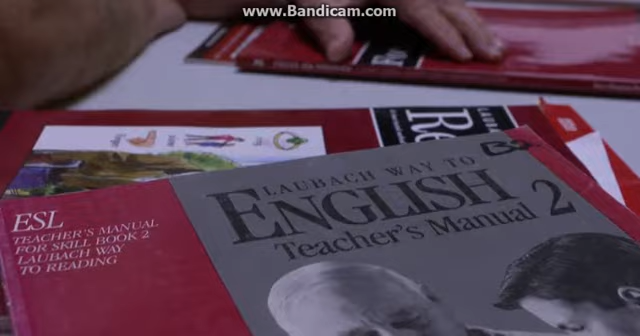 www.Bandicam.com
LAUBACH WAY TO
ENGLISH
Teacher's Manual 2
ESL
TEACHER'S MANUAL
FOR SKILL BOOK 2
LAUBACH WAY
TO READING